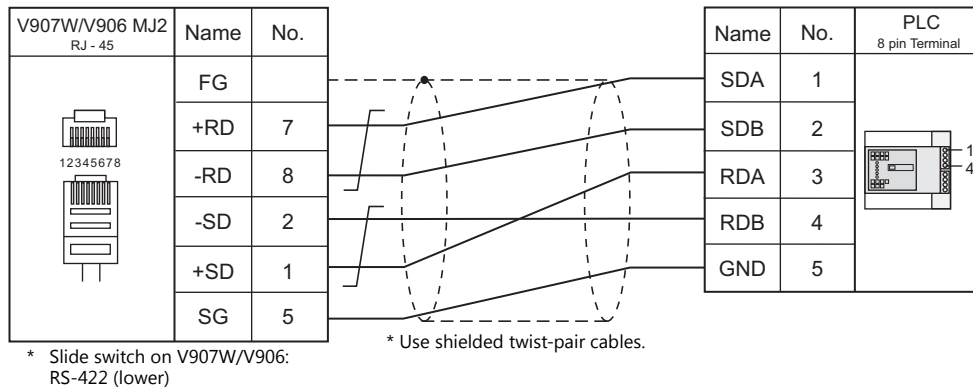 V907W/V906 MJ2 Name No.
RJ - 45
FG
+RD 7
-RD 8
-SD 2
+SD 1
SG 5
12345678
* Slide switch on V907W/V906:
RS-422 (lower)
* Use shielded twist-pair cables.
Name No. PLC
8 pin Terminal
SDA 1
SDB 2
RDA 3
RDB 4
GND 5
1
4